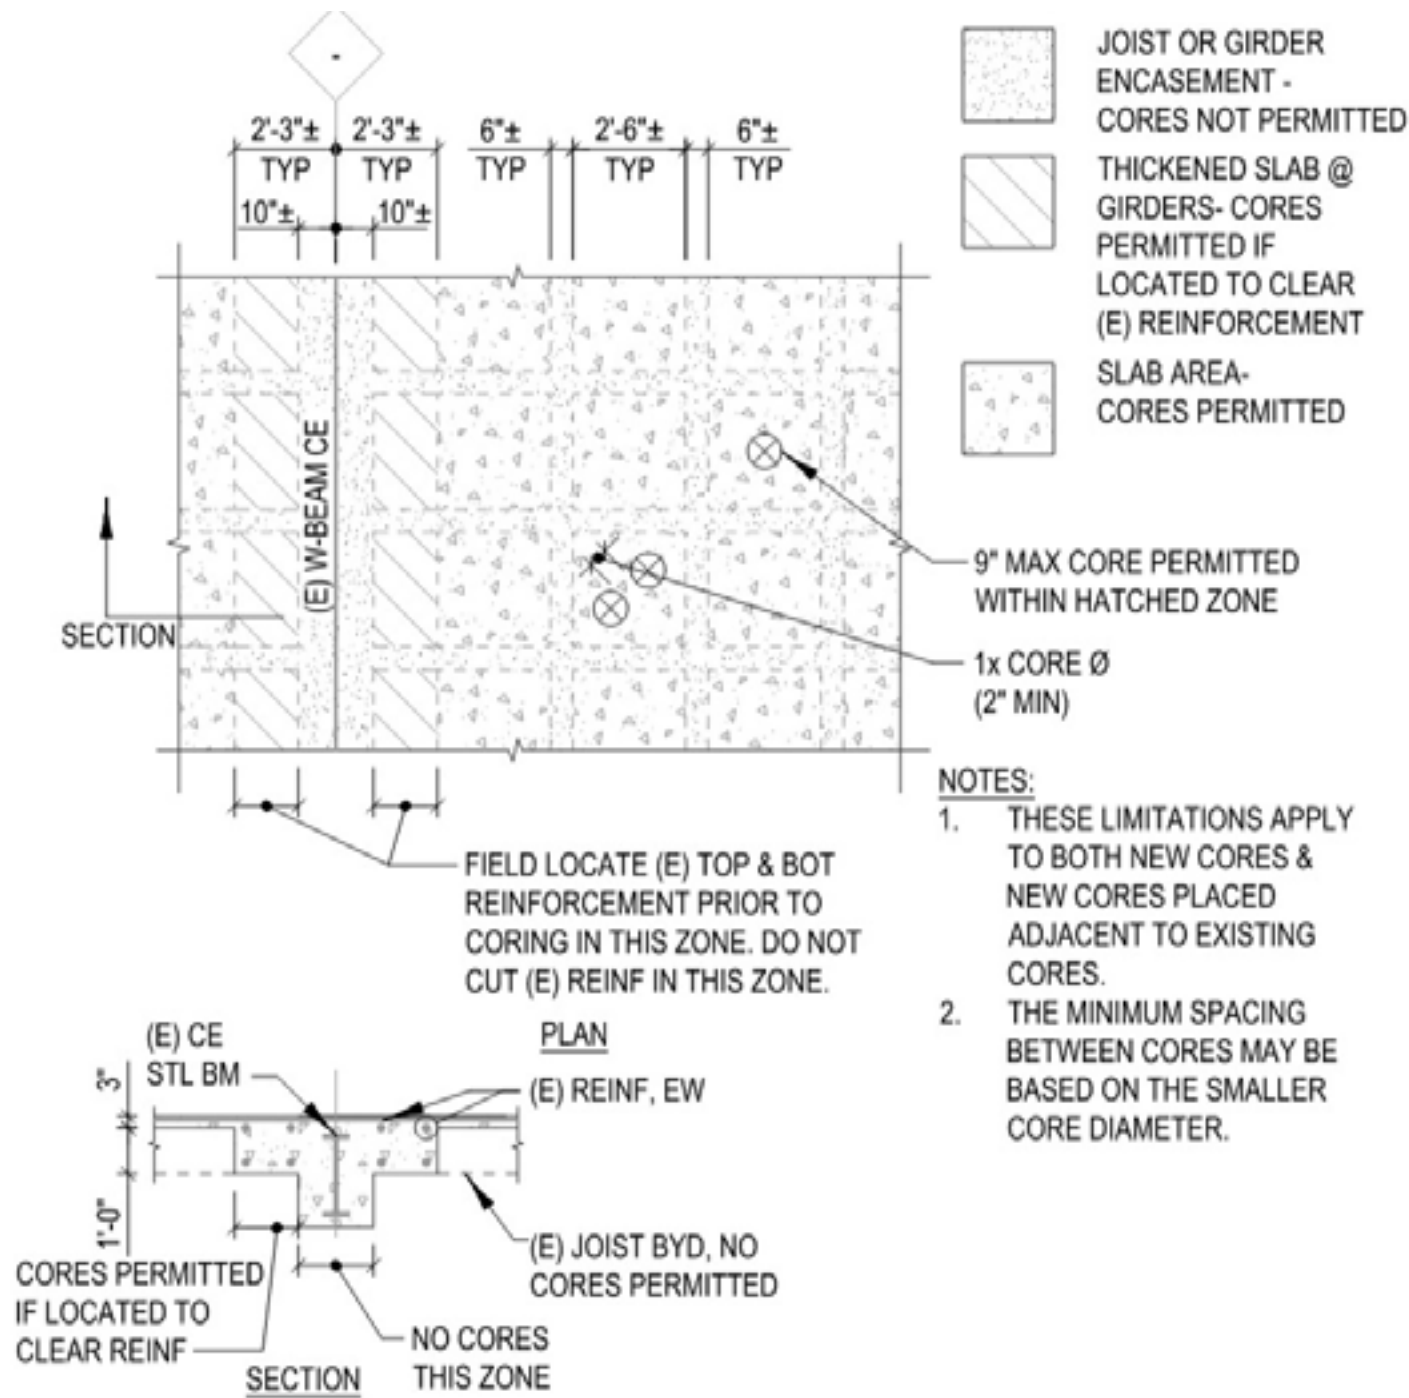 JOIST OR GIRDER
ENCASEMENT -
CORES NOT PERMITTED
THICKENED SLAB @
GIRDERS- CORES
PERMITTED IF
LOCATED TO CLEAR
(E) REINFORCEMENT
SLAB AREA-
CORES PERMITTED
-
2'-3"± 2'-3"± 6"± 2'-6"± 6"±
TYP TYP TYP TYP TYP
10"± 10"±
(E) W-BEAM CE
SECTION
9" MAX CORE PERMITTED
WITHIN HATCHED ZONE
1x CORE Ø
(2" MIN)
FIELD LOCATE (E) TOP & BOT
REINFORCEMENT PRIOR TO
CORING IN THIS ZONE. DO NOT
CUT (E) REINF IN THIS ZONE.
PLAN
NOTES:
1. THESE LIMITATIONS APPLY
TO BOTH NEW CORES &
NEW CORES PLACED
ADJACENT TO EXISTING
CORES.
2. THE MINIMUM SPACING
BETWEEN CORES MAY BE
BASED ON THE SMALLER
CORE DIAMETER.
(E) CE
STL BM
(E) REINF, EW
3"
1'-0"
(E) JOIST BYD, NO
CORES PERMITTED
CORES PERMITTED
IF LOCATED TO
CLEAR REINF
NO CORES
THIS ZONE
SECTION